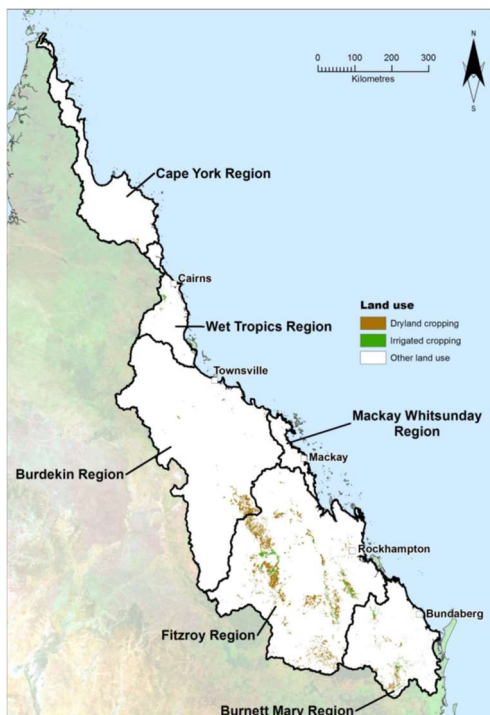 N
0 100 200 300
Kilometres
S
Cape York Region
Cairns
Land use
Dryland cropping
Irrigated cropping
Other land use
Wet Tropics Region
Townsville
Mackay Whitsunday
Region
Mackay
Burdekin Region
Rockhampton
Bundaberg
Fitzroy Region
Burnett Mary Region